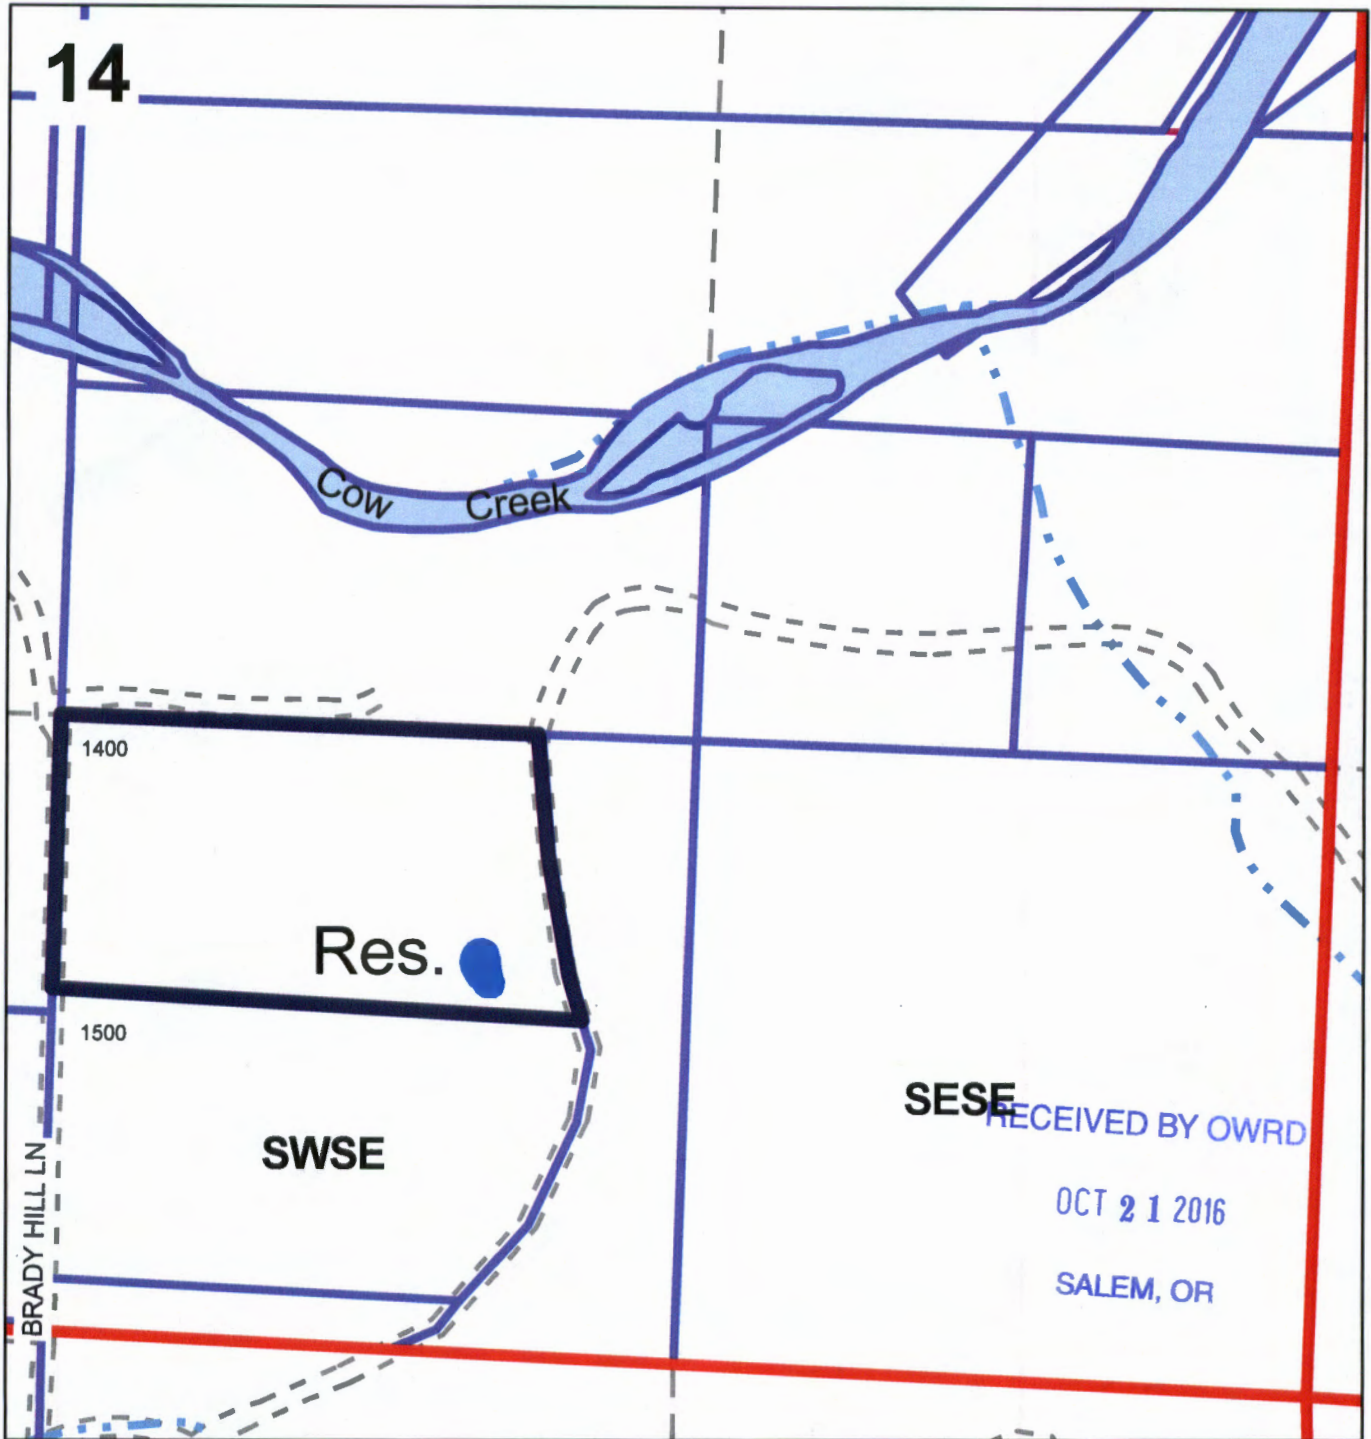 14
Cow Creek
1400
Res.
1500
SESE
RECEIVED BY OWRD
SWSE
OCT 21 2016
BRADY HILL LN
SALEM, OR